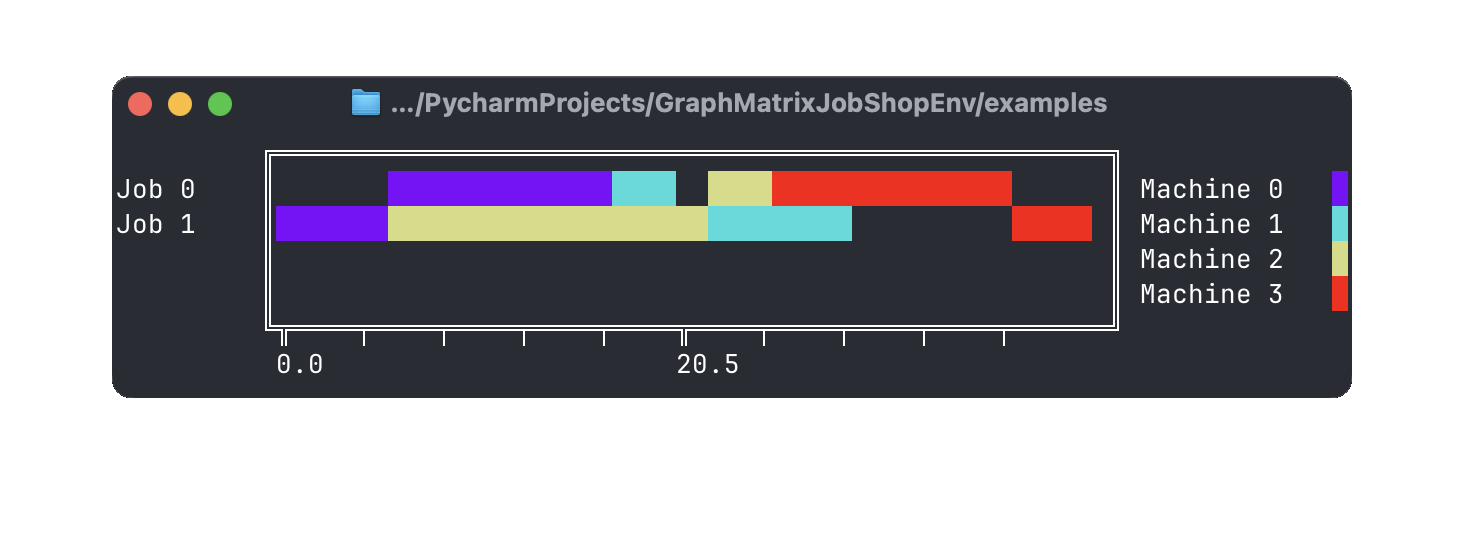 .../PycharmProjects/GraphMatrixJobShopEnv/examples
Job 0
Job 1
Machine 0
Machine 1
Machine 2
Machine 3
0.0
20.5